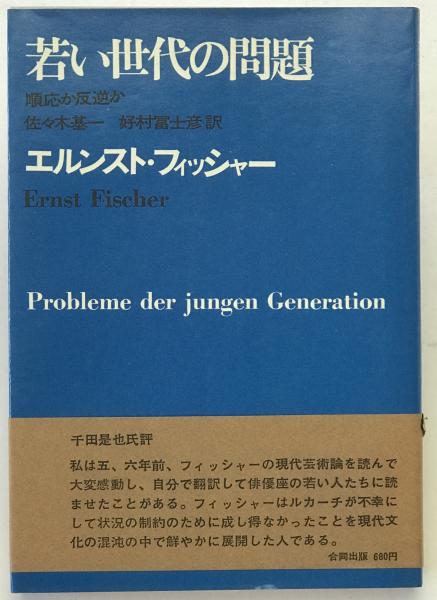 若い世代の問題
順応か反逆か
佐々木基一 好村冨士彦訳
エルンスト・フィッシャー
Ernst Fischer
Probleme der jungen Generation
千田是也氏評
私は五、六年前、フィッシャーの現代芸術論を読んで
大変感動し、自分で翻訳して俳優座の若い人たちに読
ませたことがある。フィッシャーはルカーチが不幸に
して状況の制約のために成し得なかったことを現代文
化の混沌の中で鮮やかに展開した人である。
合同出版 680円